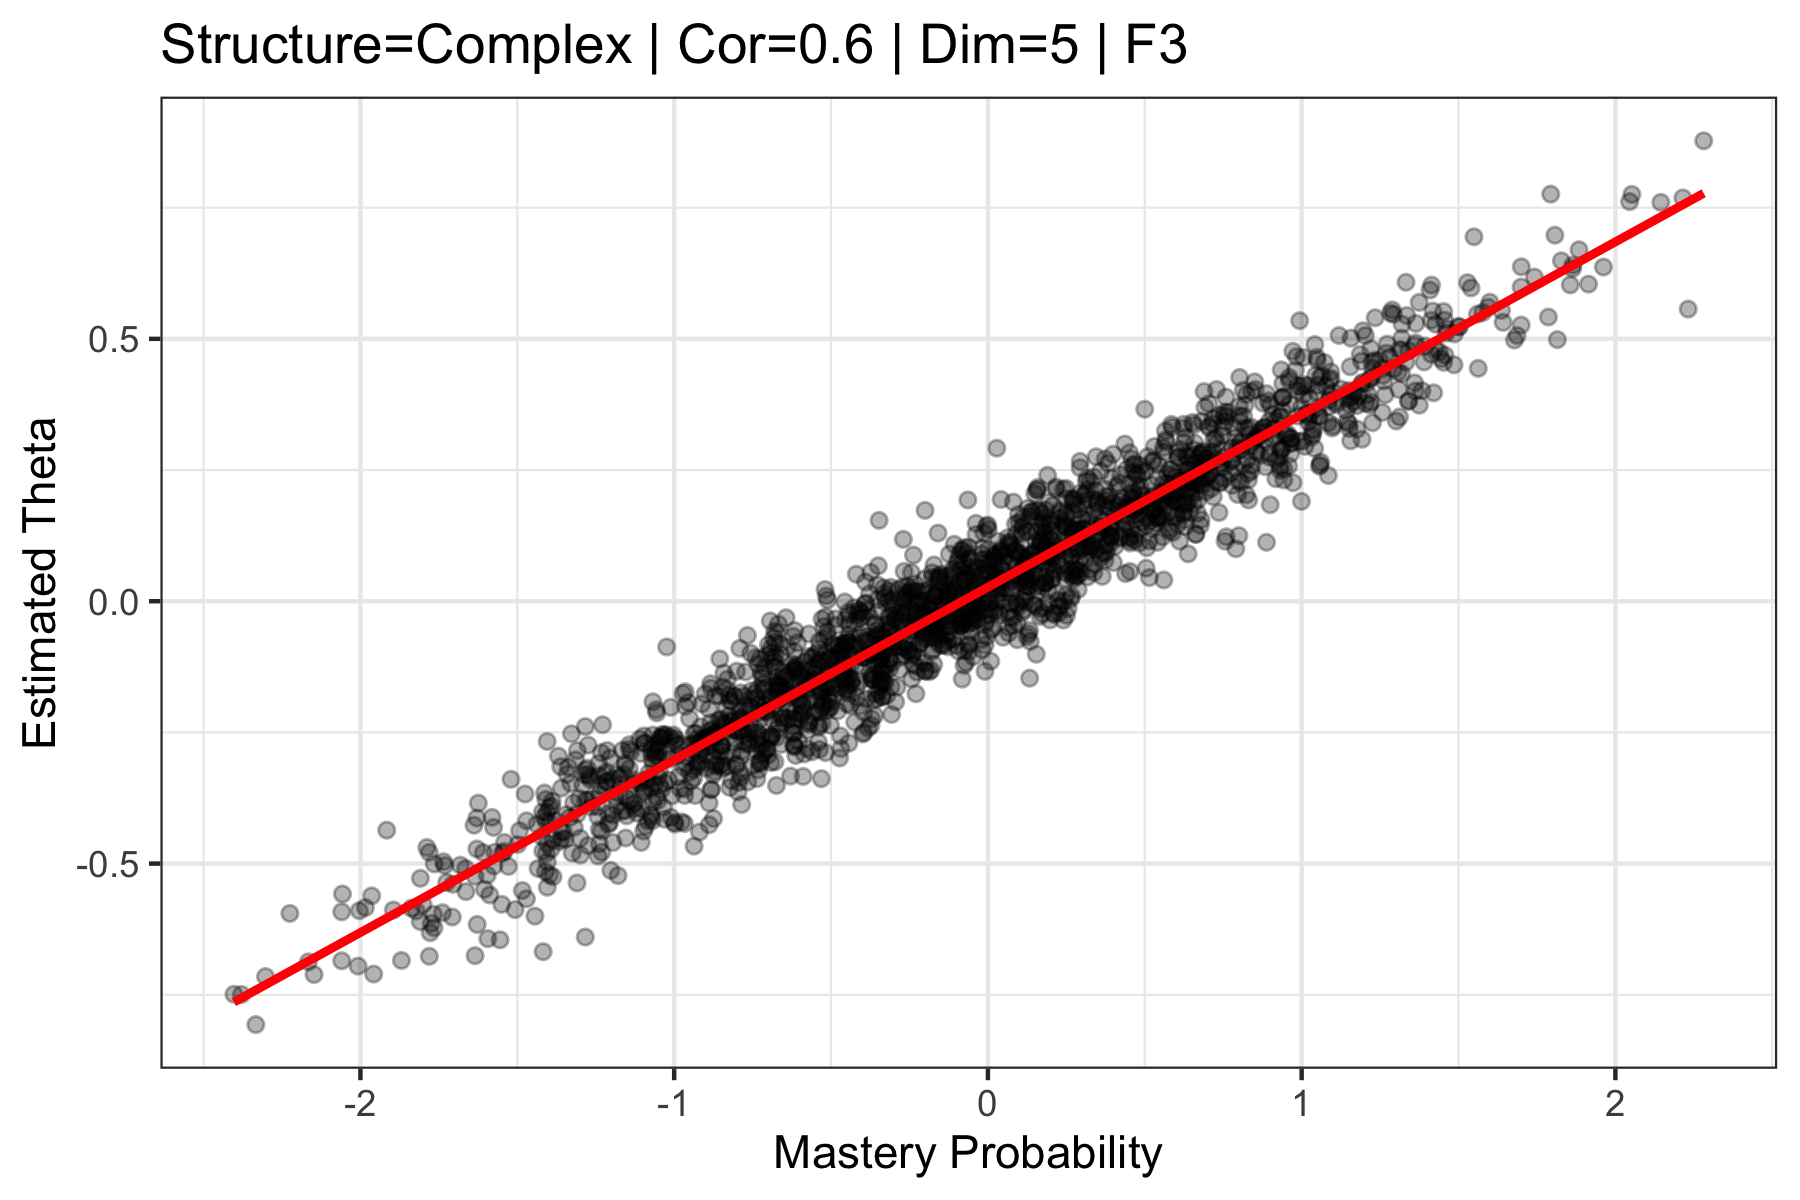 Structure=Complex | Cor=0.6 | Dim=5 | F3
Estimated Theta
0.5
0.0
-0.5
-2
-1
0
1
2
Mastery Probability